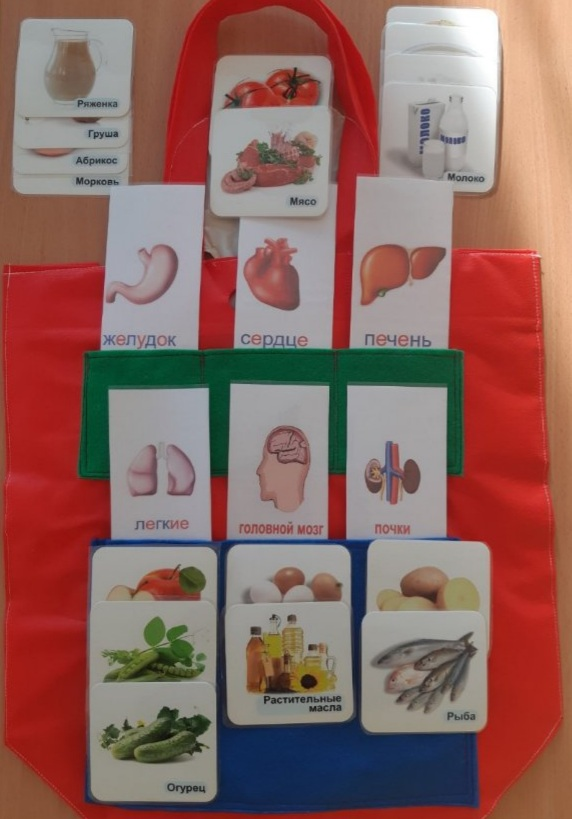 Ряженка
Груша
Абрикос
Морковь
Мясо
Молоко
желудок
сердце
печень
легкие
ГОЛОВНОЙ МОЗГ
ПОЧКИ
Растительные
масла
Рыба
Огурец